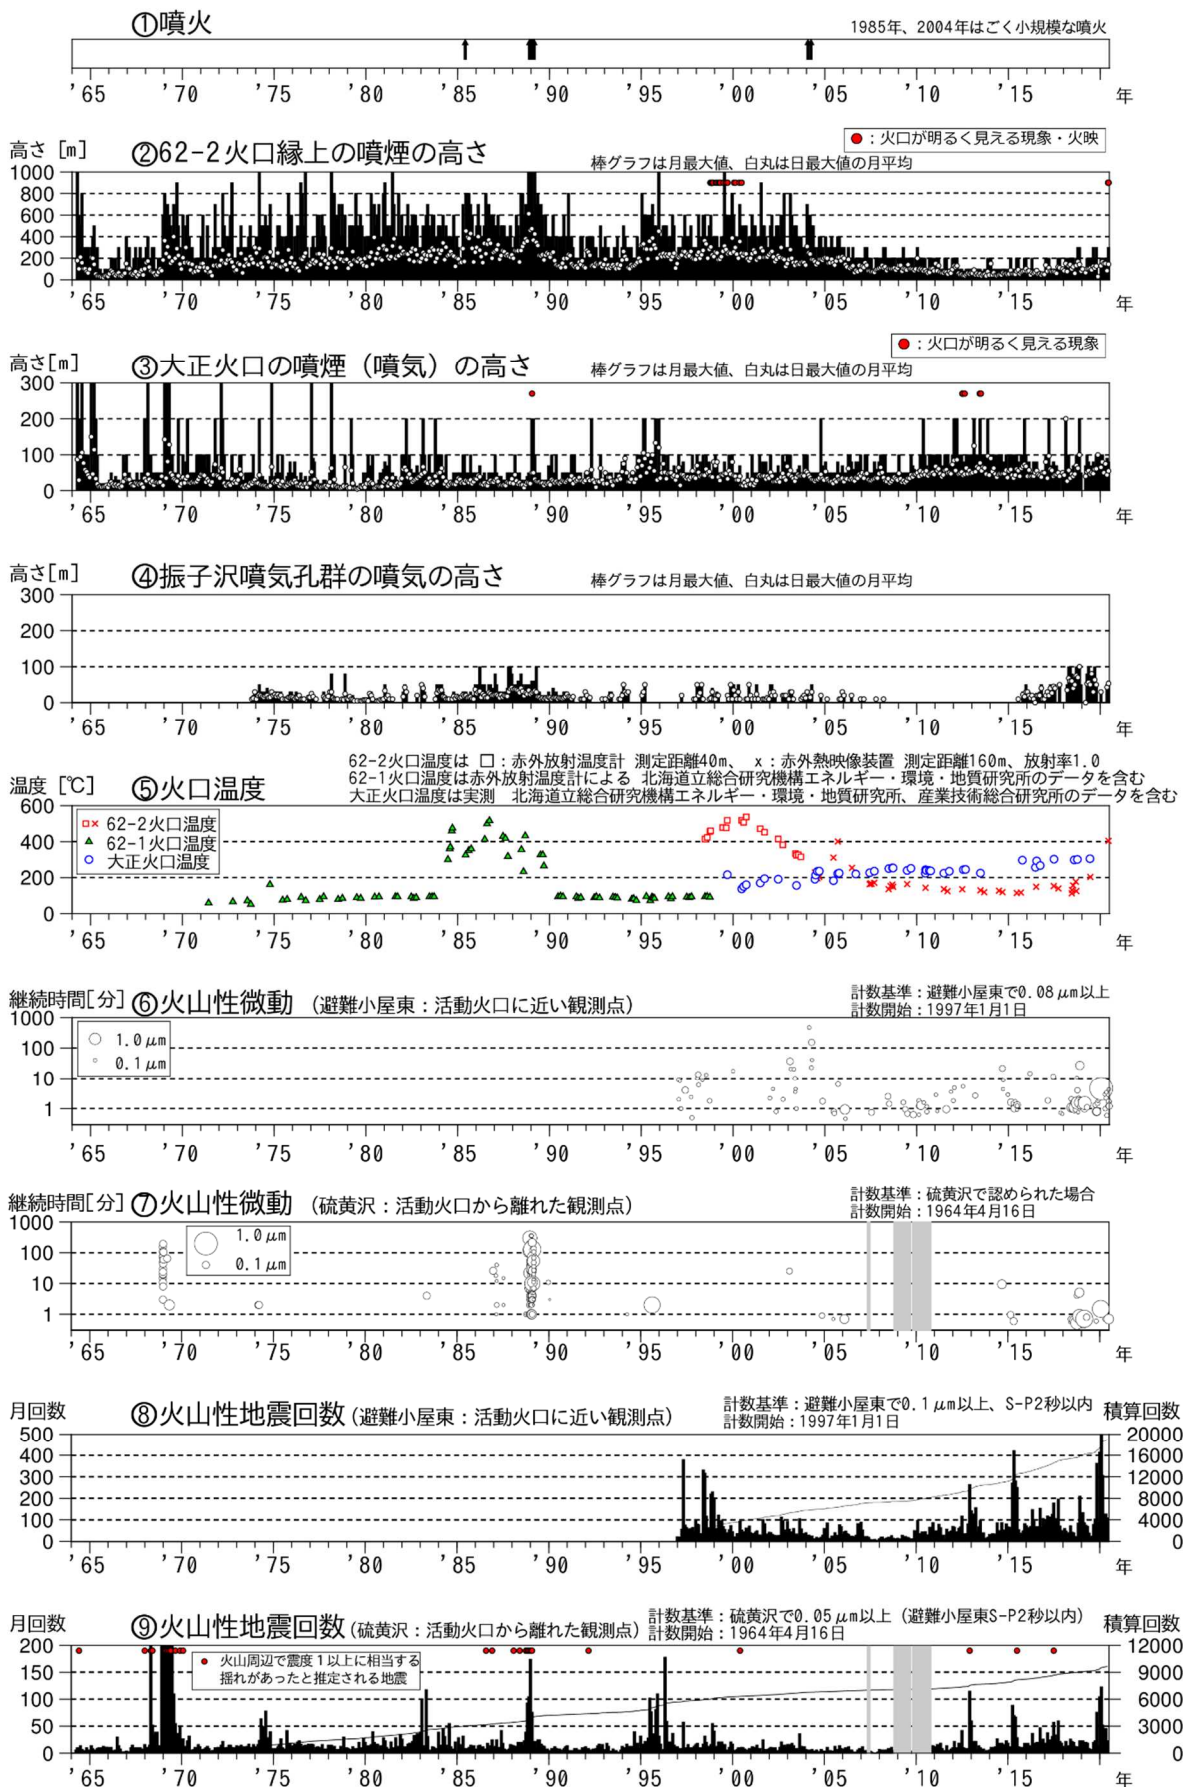 ①噴火
1985年、2004年はごく小規模な噴火
'65 '70 '75 '80 '85 '90 '95 '00 '05 '10 '15 年
●：火口が明るく見える現象・火映
高さ [m] ②62-2火口縁上の噴煙の高さ
棒グラフは月最大値、白丸は日最大値の月平均
1000
800
600
400
200
0
'65 '70 '75 '80 '85 '90 '95 '00 '05 '10 '15 年
●：火口が明るく見える現象
高さ[m] ③大正火口の噴煙（噴気）の高さ
棒グラフは月最大値、白丸は日最大値の月平均
300
200
100
0
'65 '70 '75 '80 '85 '90 '95 '00 '05 '10 '15 年
高さ[m] ④振子沢噴気孔群の噴気の高さ
棒グラフは月最大値、白丸は日最大値の月平均
300
200
100
0
'65 '70 '75 '80 '85 '90 '95 '00 '05 '10 '15 年
62-2火口温度は □：赤外放射温度計 測定距離40m、 x：赤外熱映像装置 測定距離160m、放射率1.0
62-1火口温度は赤外放射温度計による 北海道立総合研究機構エネルギー・環境・地質研究所のデータを含む
大正火口温度は実測 北海道立総合研究機構エネルギー・環境・地質研究所、産業技術総合研究所のデータを含む
温度 [℃] ⑤火口温度
600
400
200
0
□× 62-2火口温度
▲ 62-1火口温度
○ 大正火口温度
'65 '70 '75 '80 '85 '90 '95 '00 '05 '10 '15 年
継続時間[分] ⑥火山性微動 （避難小屋東：活動火口に近い観測点）
計数基準：避難小屋東で0.08μm以上
計数開始：1997年1月1日
1000
100
10
1
○ 1.0μm
○ 0.1μm
'65 '70 '75 '80 '85 '90 '95 '00 '05 '10 '15 年
継続時間[分] ⑦火山性微動 （硫黄沢：活動火口から離れた観測点）
計数基準：硫黄沢で認められた場合
計数開始：1964年4月16日
1000
100
10
1
○ 1.0μm
○ 0.1μm
'65 '70 '75 '80 '85 '90 '95 '00 '05 '10 '15 年
月回数 ⑧火山性地震回数（避難小屋東：活動火口に近い観測点）
計数基準：避難小屋東で0.1μm以上、S-P2秒以内
計数開始：1997年1月1日
積算回数
500 20000
400 16000
300 12000
200 8000
100 4000
0 0
'65 '70 '75 '80 '85 '90 '95 '00 '05 '10 '15 年
月回数 ⑨火山性地震回数（硫黄沢：活動火口から離れた観測点）
計数基準：硫黄沢で0.05μm以上（避難小屋東S-P2秒以内）
計数開始：1964年4月16日
積算回数
200 12000
150 9000
100 6000
50 3000
0 0
● 火山周辺で震度１以上に相当する
揺れがあったと推定される地震
'65 '70 '75 '80 '85 '90 '95 '00 '05 '10 '15 年